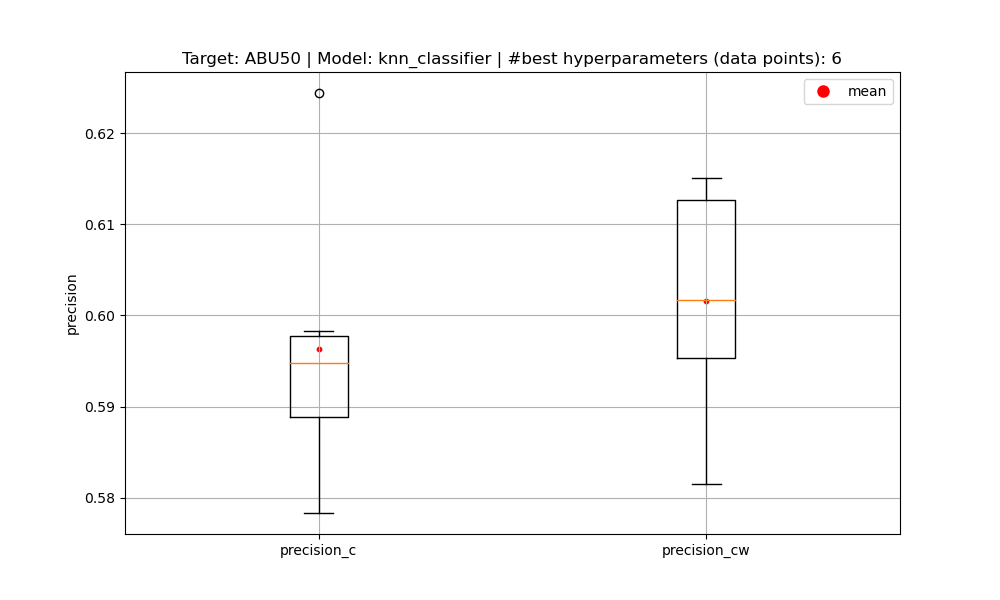 Target: ABU50 | Model: knn_classifier | #best hyperparameters (data points): 6
mean
0.62
0.61
0.60
0.59
0.58
precision
precision_c
precision_cw